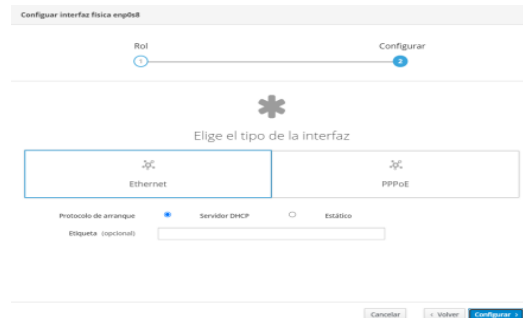 Configuar interfaz física enp0s8
Rol Configurar
1 2
Elige el tipo de la interfaz
Ethernet PPPoE
Protocolo de arranque Servidor DHCP Estático
Etiqueta (opcional)
Cancelar ‹ Volver Configurar ›